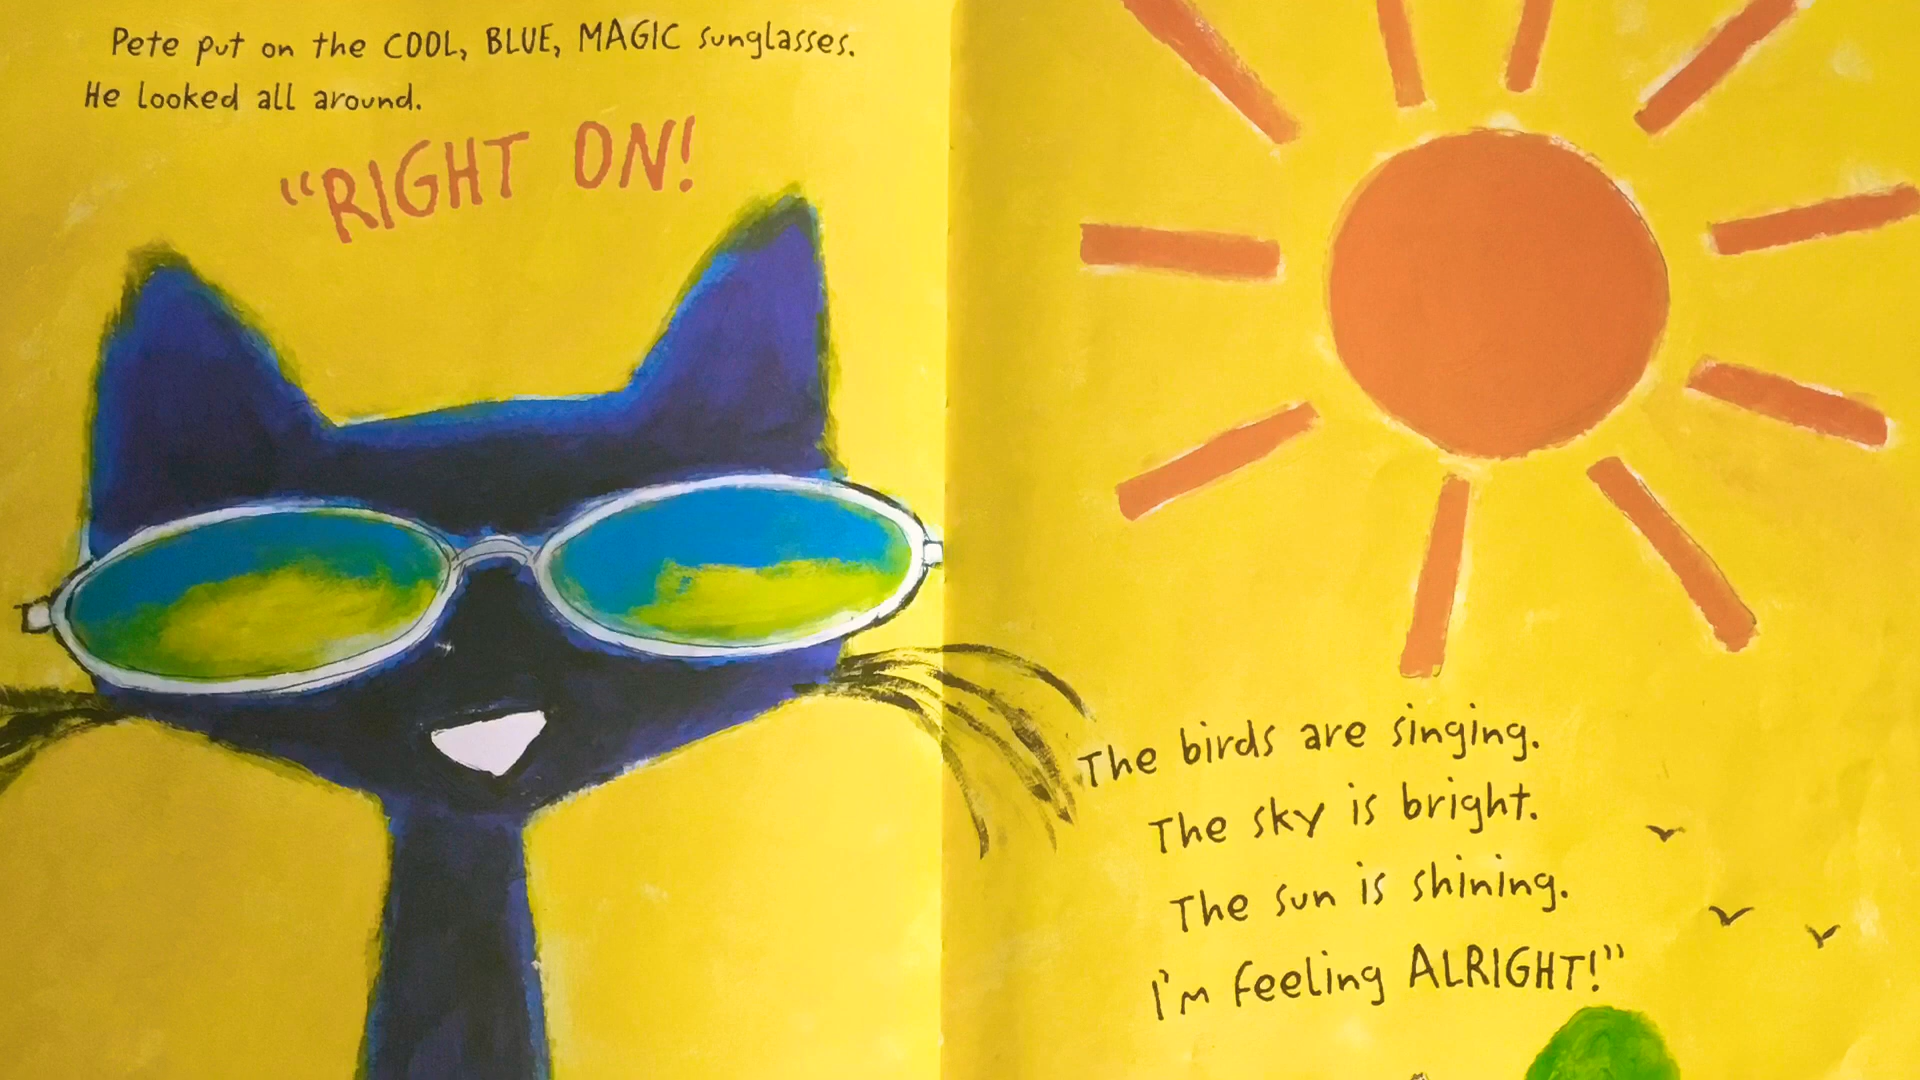 Pete put on the COOL, BLUE, MAGIC sunglasses.
He looked all around.
“RIGHT ON!
The birds are singing.
The sky is bright.
The sun is shining.
I'm feeling ALRIGHT!”